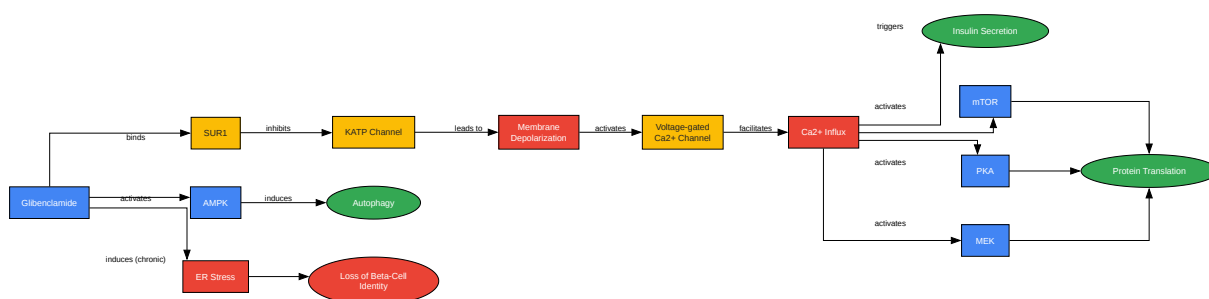 triggers
Insulin Secretion
activates
mTOR
binds
SUR1
inhibits
KATP Channel
leads to
Membrane
Depolarization
activates
Voltage-gated
Ca2+ Channel
facilitates
Ca2+ Influx
activates
PKA
Protein Translation
Glibenclamide
activates
AMPK
induces
Autophagy
activates
MEK
induces (chronic)
ER Stress
Loss of Beta-Cell
Identity